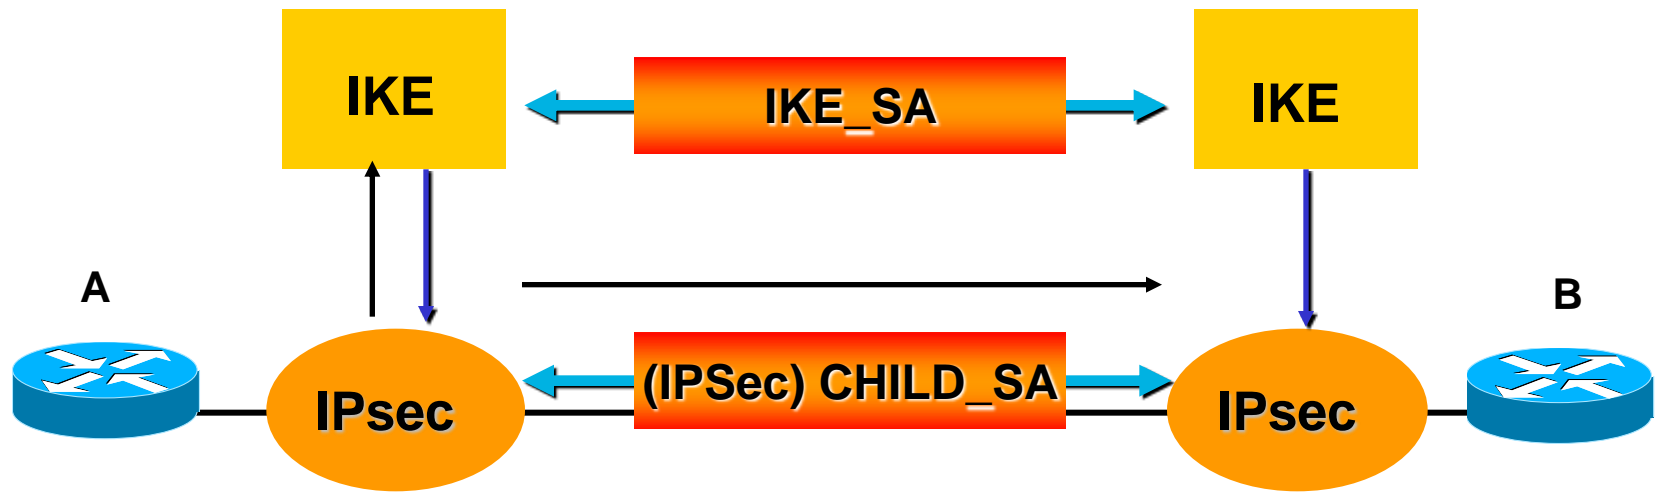 IKE
IKE_SA
IKE
A
B
IPsec
(IPSec) CHILD_SA
IPsec